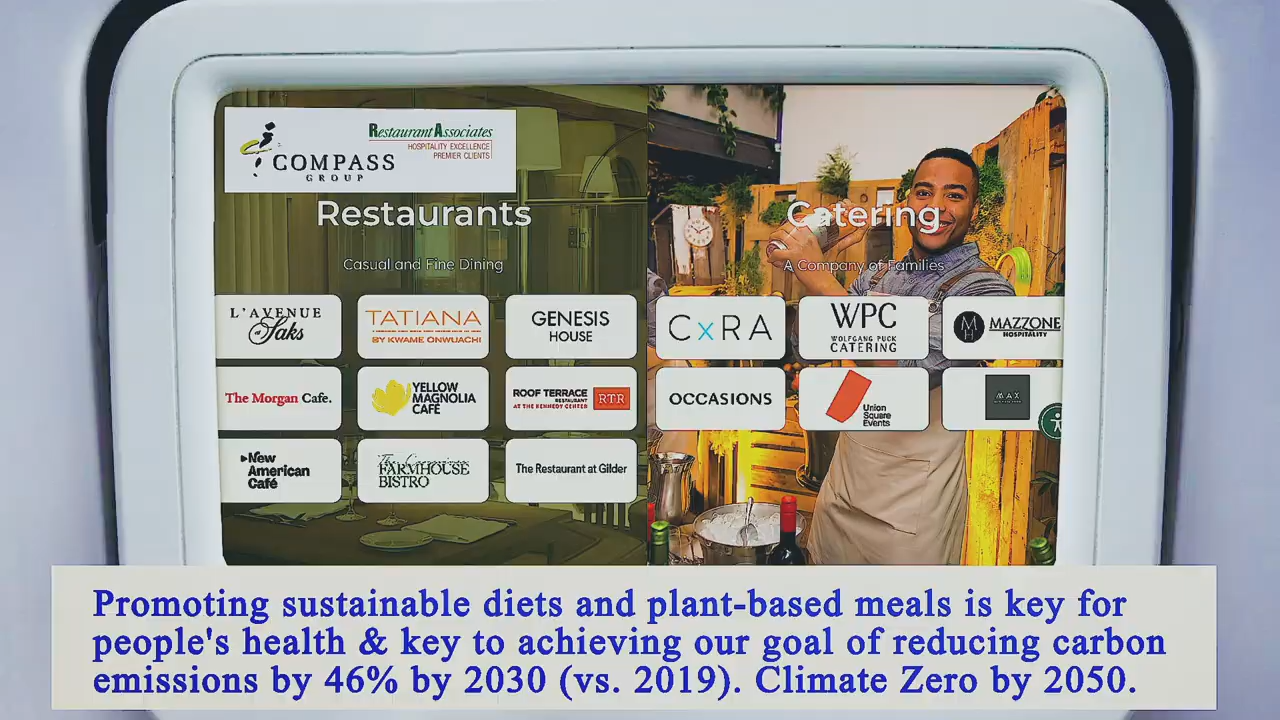 COMPASS
GROUP
Restaurant Associates
HOSPITALITY EXCELLENCE
PREMIER CLIENTS
Restaurants
Casual and Fine Dining
L'AVENUE
at Saks
TATIANA
BY KWAME ONWUACHI
GENESIS
HOUSE
The Morgan Cafe.
YELLOW
MAGNOLIA
CAFÉ
ROOF TERRACE
RESTAURANT
AT THE KENNEDY CENTER
RTR
New
American
Café
FARMHOUSE
BISTRO
The Restaurant at Gilder
Catering
A Company of Families
CxRA
WPC
WOLFGANG PUCK
CATERING
MH
MAZZONE
HOSPITALITY
OCCASIONS
Union
Square
Events
MAX
Promoting sustainable diets and plant-based meals is key for
people's health & key to achieving our goal of reducing carbon
emissions by 46% by 2030 (vs. 2019). Climate Zero by 2050.